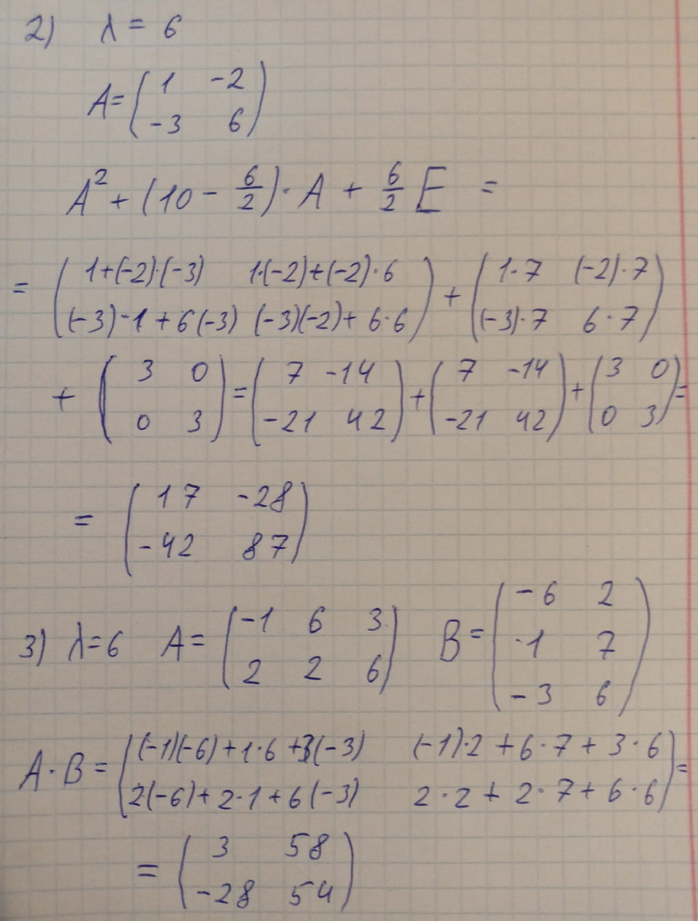 2) λ = 6
A = ( 1 -2
-3 6 )
A² + (10 - 6/2) · A + 6/2 E =
= ( 1+(-2)·(-3) 1·(-2)+(-2)·6
(-3)·1+6(-3) (-3)(-2)+6·6 ) + ( 1·7 (-2)·7
(-3)·7 6·7 )
+ ( 3 0
0 3 ) = ( 7 -14
-21 42 ) + ( 7 -14
-21 42 ) + ( 3 0
0 3 ) =
= ( 17 -28
-42 87 )
3) λ=6 A = ( -1 6 3
2 2 6 ) B = ( -6 2
1 7
-3 6 )
A·B = ( (-1)(-6)+1·6+3(-3) (-1)·2+6·7+3·6
2(-6)+2·1+6(-3) 2·2+2·7+6·6 ) =
= ( 3 58
-28 54 )